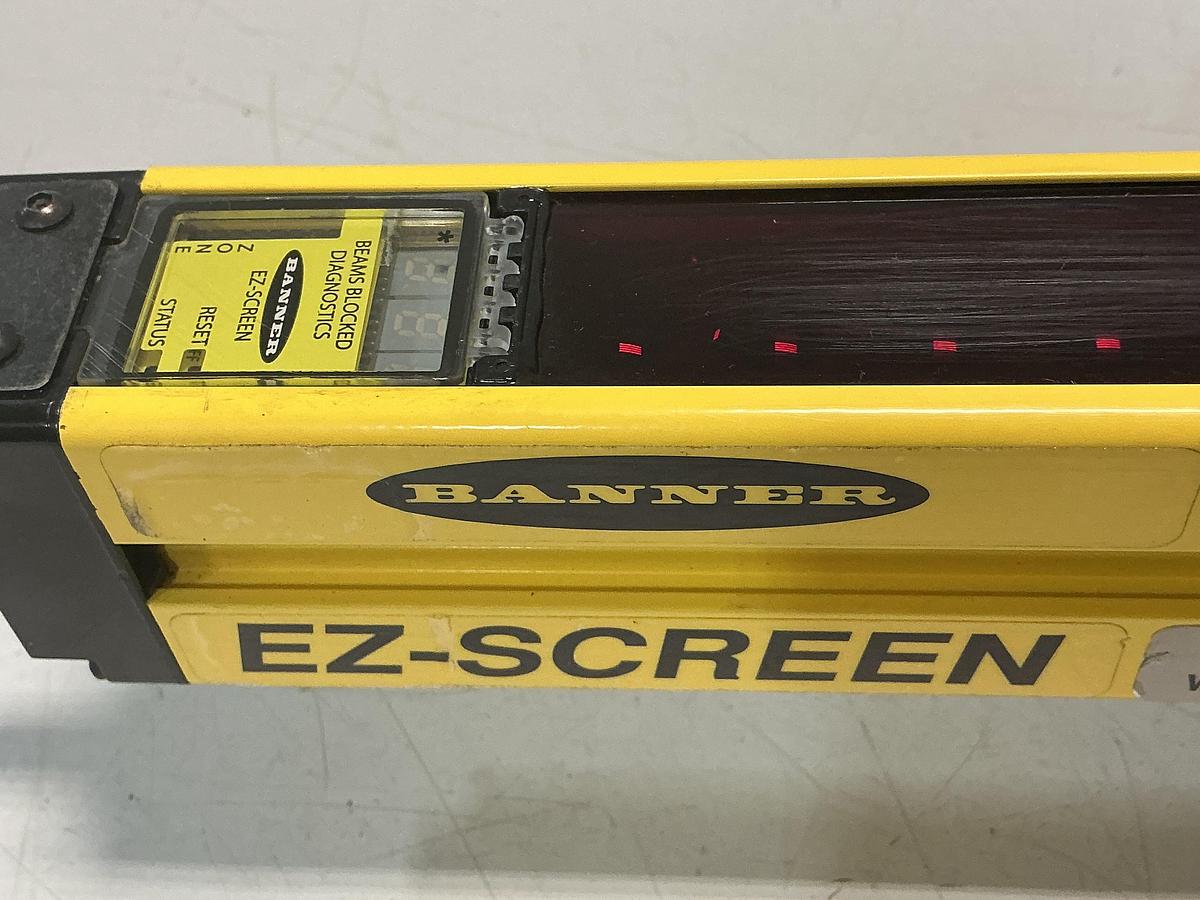 BEAMS BLOCKED
DIAGNOSTICS
*
BANNER
EZ-SCREEN
ZONE
RESET
STATUS
BANNER
EZ-SCREEN